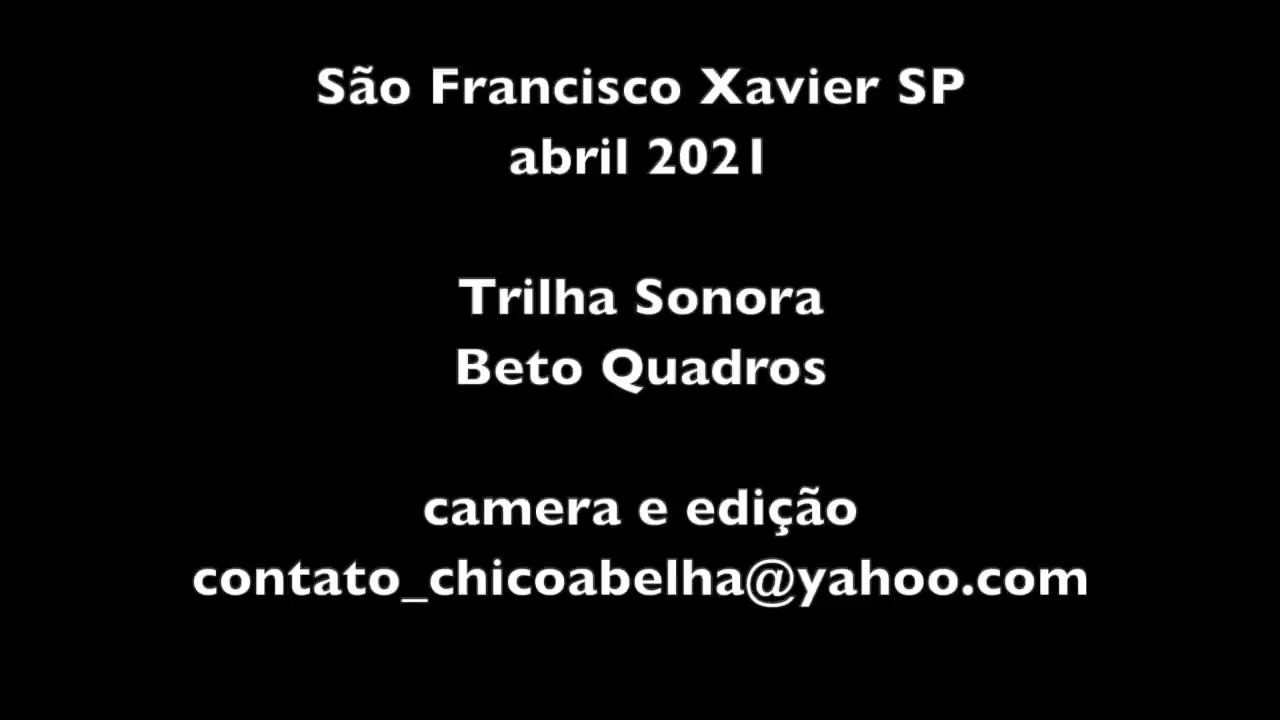 São Francisco Xavier SP
abril 2021
Trilha Sonora
Beto Quadros
camera e edição
contato_chicoabelha@yahoo.com